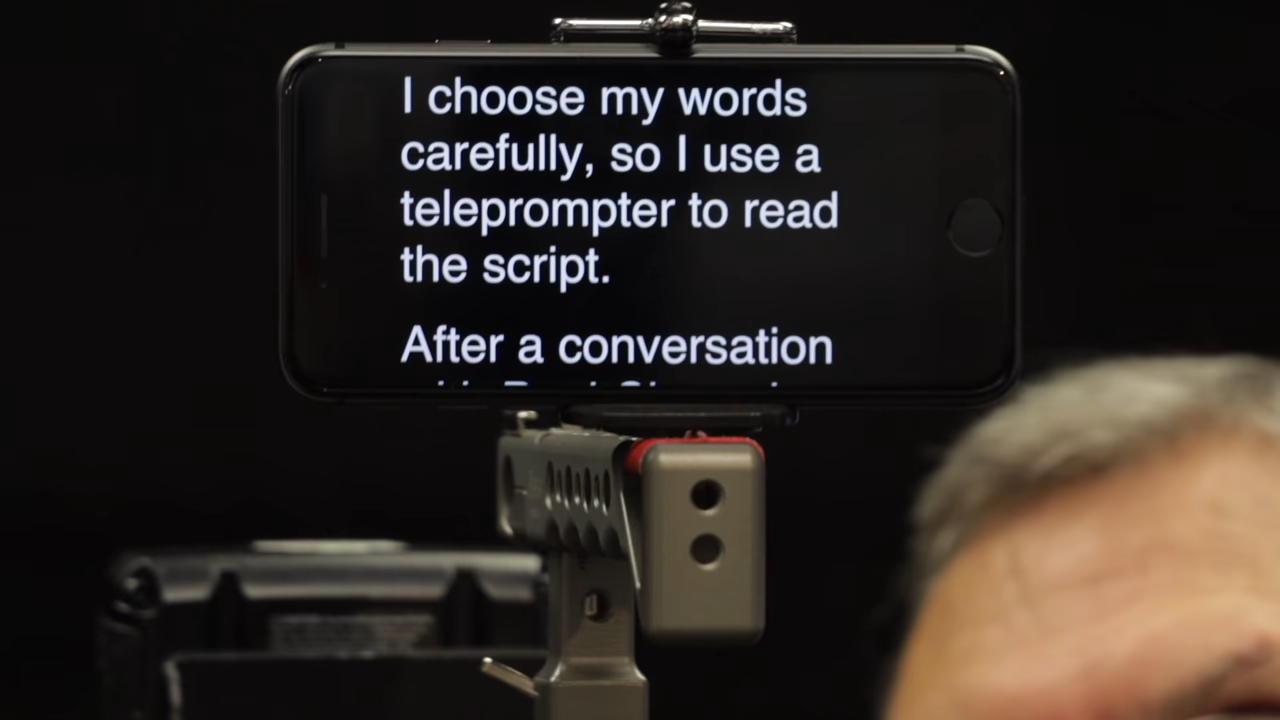 I choose my words
carefully, so I use a
teleprompter to read
the script.
After a conversation